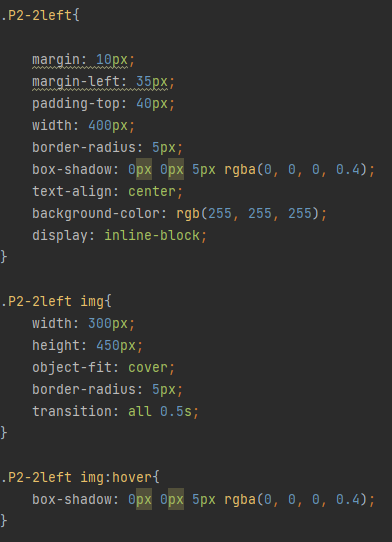 .P2-2left{
margin: 10px;
margin-left: 35px;
padding-top: 40px;
width: 400px;
border-radius: 5px;
box-shadow: 0px 0px 5px rgba(0, 0, 0, 0.4);
text-align: center;
background-color: rgb(255, 255, 255);
display: inline-block;
}
.P2-2left img{
width: 300px;
height: 450px;
object-fit: cover;
border-radius: 5px;
transition: all 0.5s;
}
.P2-2left img:hover{
box-shadow: 0px 0px 5px rgba(0, 0, 0, 0.4);
}